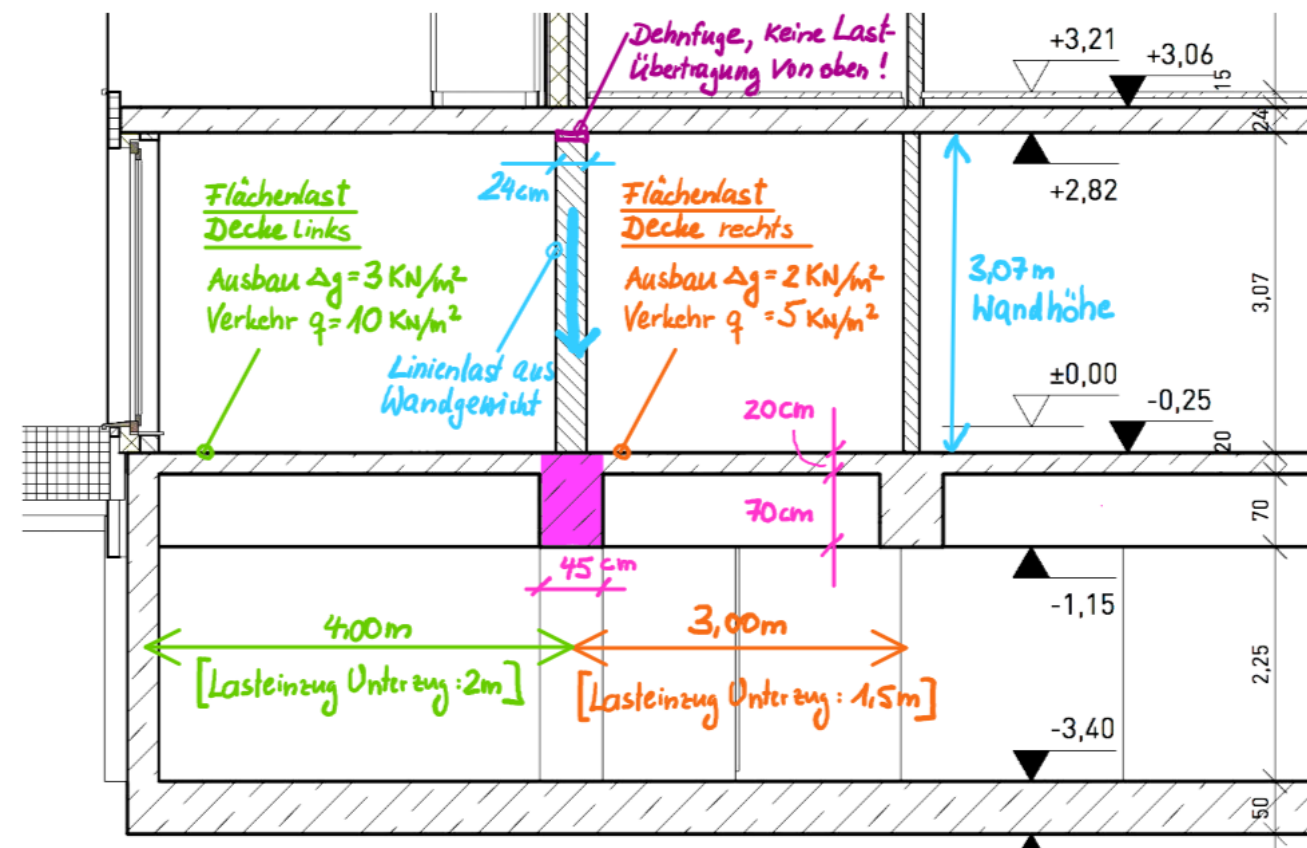 Dehnfuge, keine Last-
Übertragung von oben !
+3,21
+3,06
15
24
+2,82
24cm
Flächenlast
Decke links
Ausbau Δg = 3 KN/m²
Verkehr q = 10 KN/m²
Flächenlast
Decke rechts
Ausbau Δg = 2 KN/m²
Verkehr q = 5 KN/m²
3,07 m
Wandhöhe
3,07
Linienlast aus
Wandgewicht
±0,00
-0,25
20cm
20
70cm
70
45 cm
-1,15
4,00m
[Lasteinzug Unterzug: 2m]
3,00m
[Lasteinzug Unterzug: 1,5m]
2,25
-3,40
50